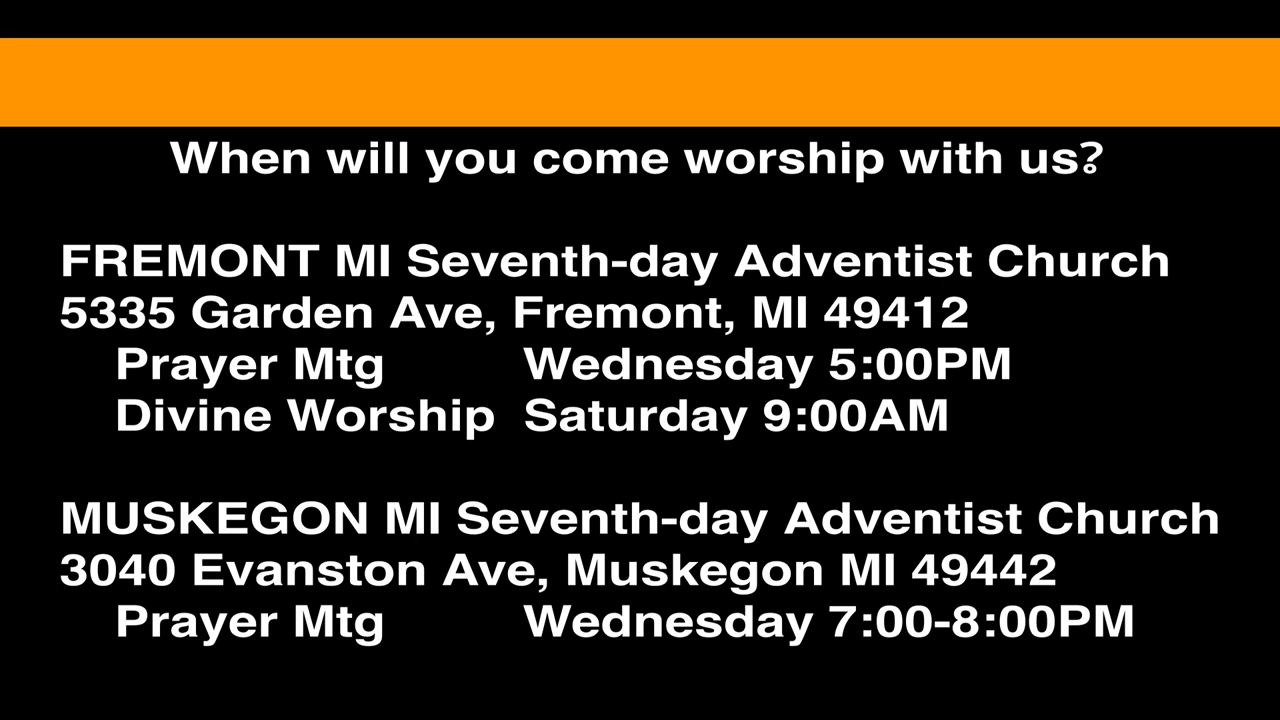 When will you come worship with us?
FREMONT MI Seventh-day Adventist Church
5335 Garden Ave, Fremont, MI 49412
Prayer Mtg Wednesday 5:00PM
Divine Worship Saturday 9:00AM
MUSKEGON MI Seventh-day Adventist Church
3040 Evanston Ave, Muskegon MI 49442
Prayer Mtg Wednesday 7:00-8:00PM